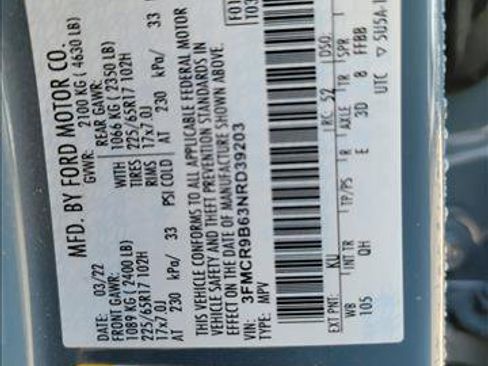 MFD. BY FORD MOTOR CO.
DATE: 03/22
GVWR: 2100 KG ( 4630 LB)
FRONT GAWR: 1089 KG ( 2400 LB)
REAR GAWR: 1066 KG ( 2350 LB)
WITH
225/65R17 102H TIRES 225/65R17 102H
17x7.0J RIMS 17x7.0J
AT 230 kPa/ 33 PSI COLD AT 230 kPa/ 33
THIS VEHICLE CONFORMS TO ALL APPLICABLE FEDERAL MOTOR
VEHICLE SAFETY AND THEFT PREVENTION STANDARDS IN
EFFECT ON THE DATE OF MANUFACTURE SHOWN ABOVE.
VIN: 3FMCR9B63NRD39203
TYPE: MPV
EXT PNT: KU RC: 52 DSO:
WB INT TR TP/PS R AXLE TR SPR
105 QH E 3D 8 FFBB
UTC ▽ 5U5A-